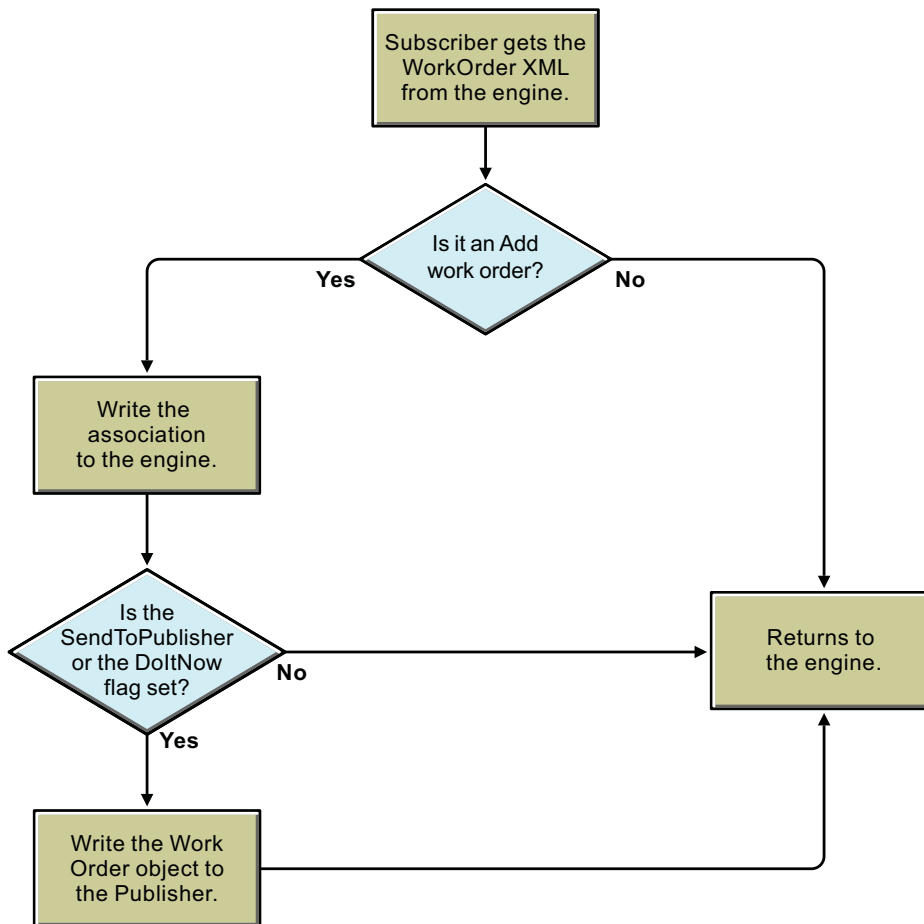 Subscriber gets the
WorkOrder XML
from the engine.
Is it an Add
work order?
Yes
No
Write the
association
to the engine.
Is the
SendToPublisher
or the DoItNow
flag set?
No
Yes
Returns to
the engine.
Write the Work
Order object to
the Publisher.